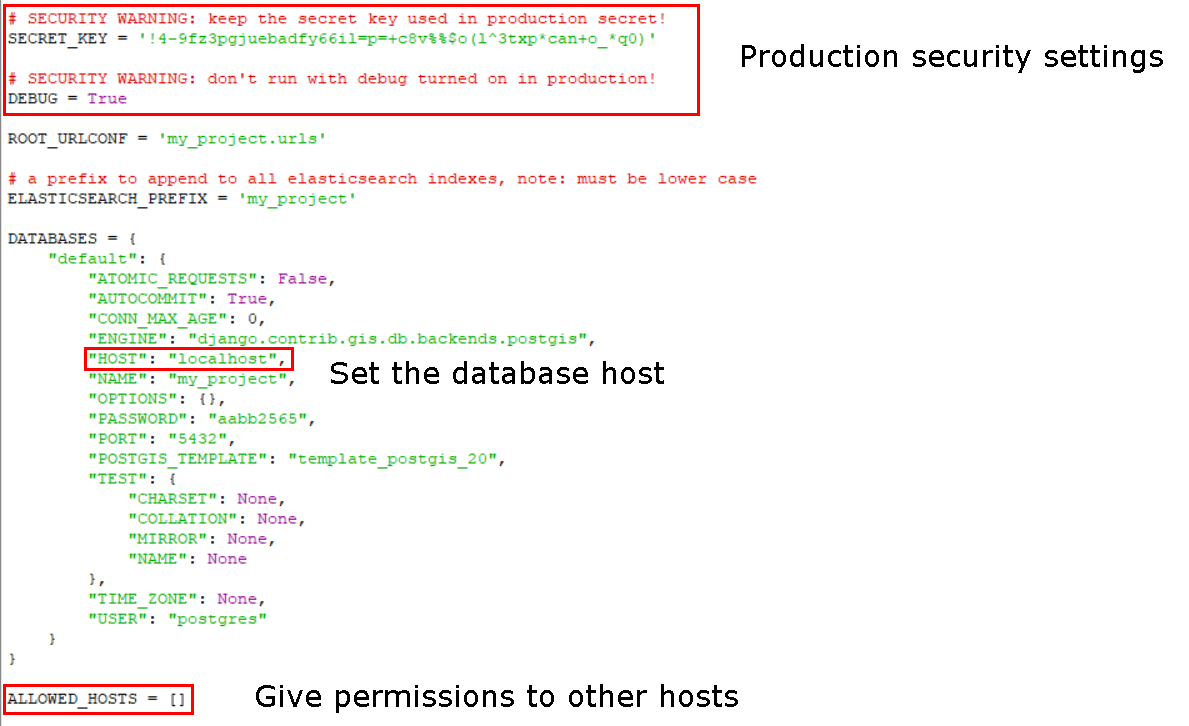 # SECURITY WARNING: keep the secret key used in production secret!
SECRET_KEY = '!4-9fz3pgjuebadfy66il=p=+c8v%%$o(l^3txp*can+o_*q0)'
Production security settings
# SECURITY WARNING: don't run with debug turned on in production!
DEBUG = True
ROOT_URLCONF = 'my_project.urls'
# a prefix to append to all elasticsearch indexes, note: must be lower case
ELASTICSEARCH_PREFIX = 'my_project'
DATABASES = {
    "default": {
        "ATOMIC_REQUESTS": False,
        "AUTOCOMMIT": True,
        "CONN_MAX_AGE": 0,
        "ENGINE": "django.contrib.gis.db.backends.postgis",
        "HOST": "localhost",
Set the database host
        "NAME": "my_project",
        "OPTIONS": {},
        "PASSWORD": "aabb2565",
        "PORT": "5432",
        "POSTGIS_TEMPLATE": "template_postgis_20",
        "TEST": {
            "CHARSET": None,
            "COLLATION": None,
            "MIRROR": None,
            "NAME": None
        },
        "TIME_ZONE": None,
        "USER": "postgres"
    }
}
ALLOWED_HOSTS = []
Give permissions to other hosts